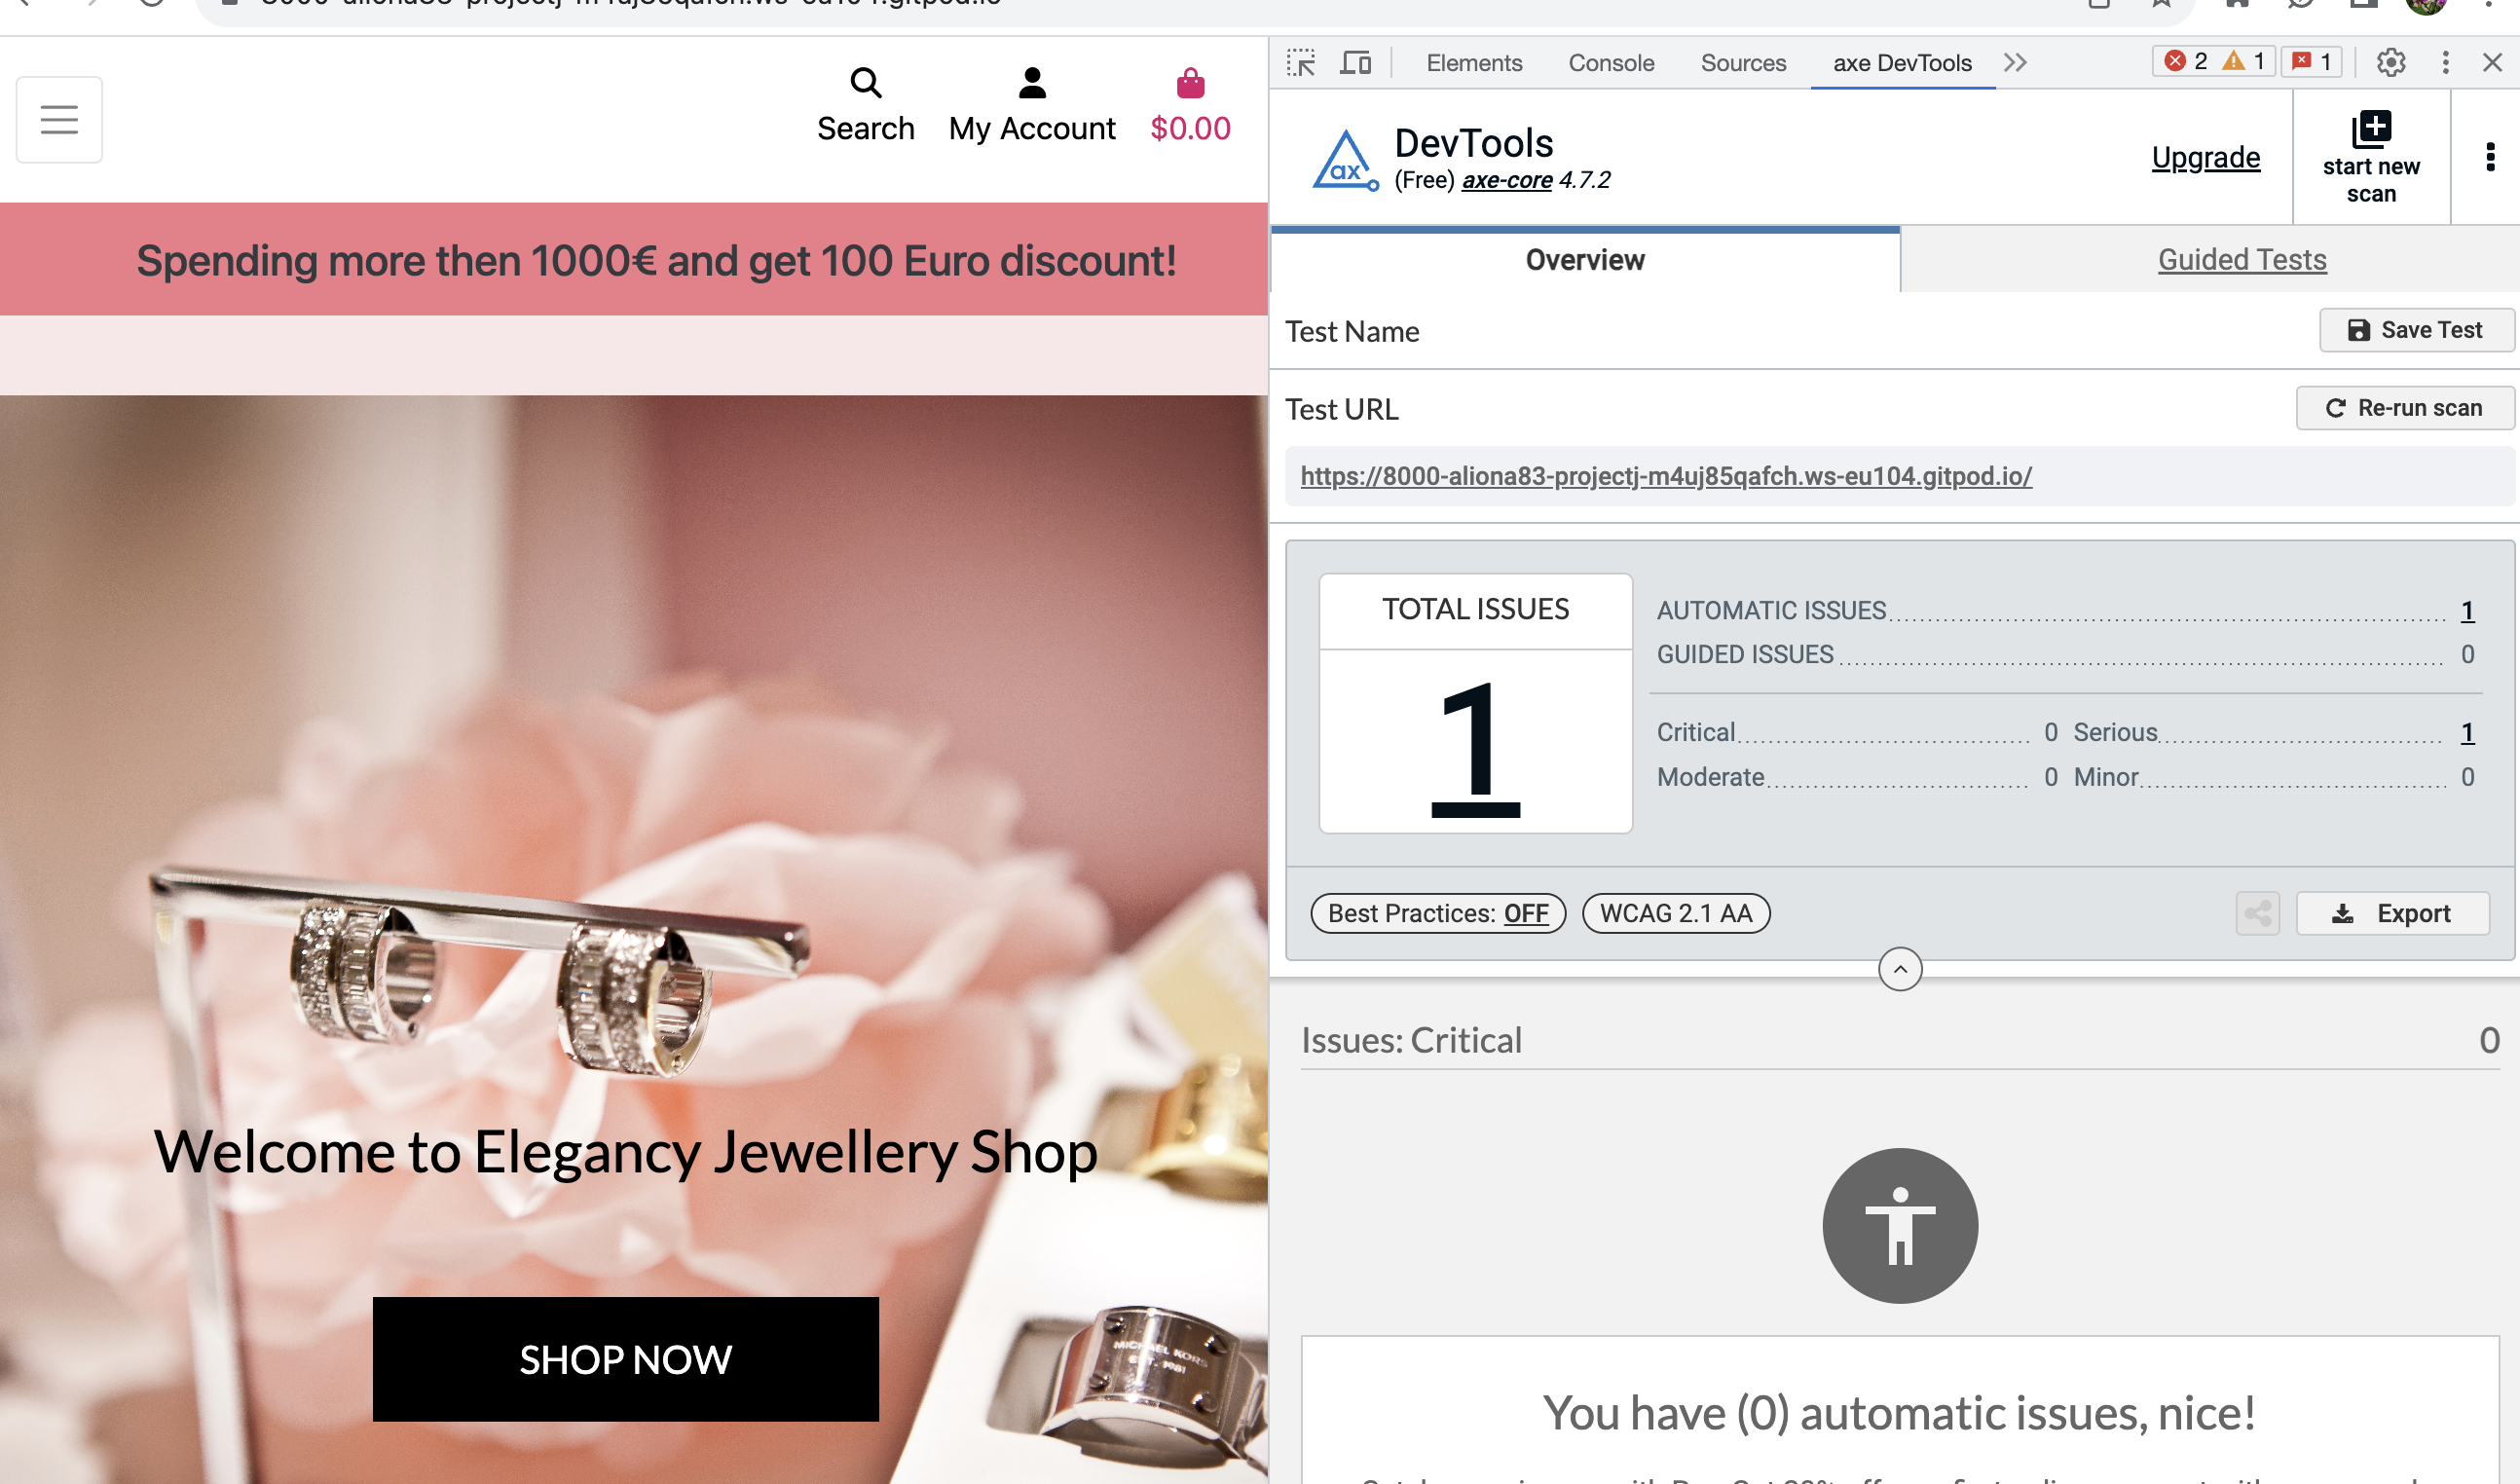 Search
My Account
$0.00
Spending more then 1000€ and get 100 Euro discount!
MICHAEL KORS
EST. 1981
Welcome to Elegancy Jewellery Shop
SHOP NOW
Elements Console Sources axe DevTools
2 1 1
ax
DevTools
(Free) axe-core 4.7.2
Upgrade
start new
scan
Overview
Guided Tests
Test Name
Save Test
Test URL
Re-run scan
https://8000-aliona83-projectj-m4uj85qafch.ws-eu104.gitpod.io/
TOTAL ISSUES
1
AUTOMATIC ISSUES 1
GUIDED ISSUES 0
Critical 0 Serious 1
Moderate 0 Minor 0
Best Practices: OFF
WCAG 2.1 AA
Export
Issues: Critical 0
You have (0) automatic issues, nice!